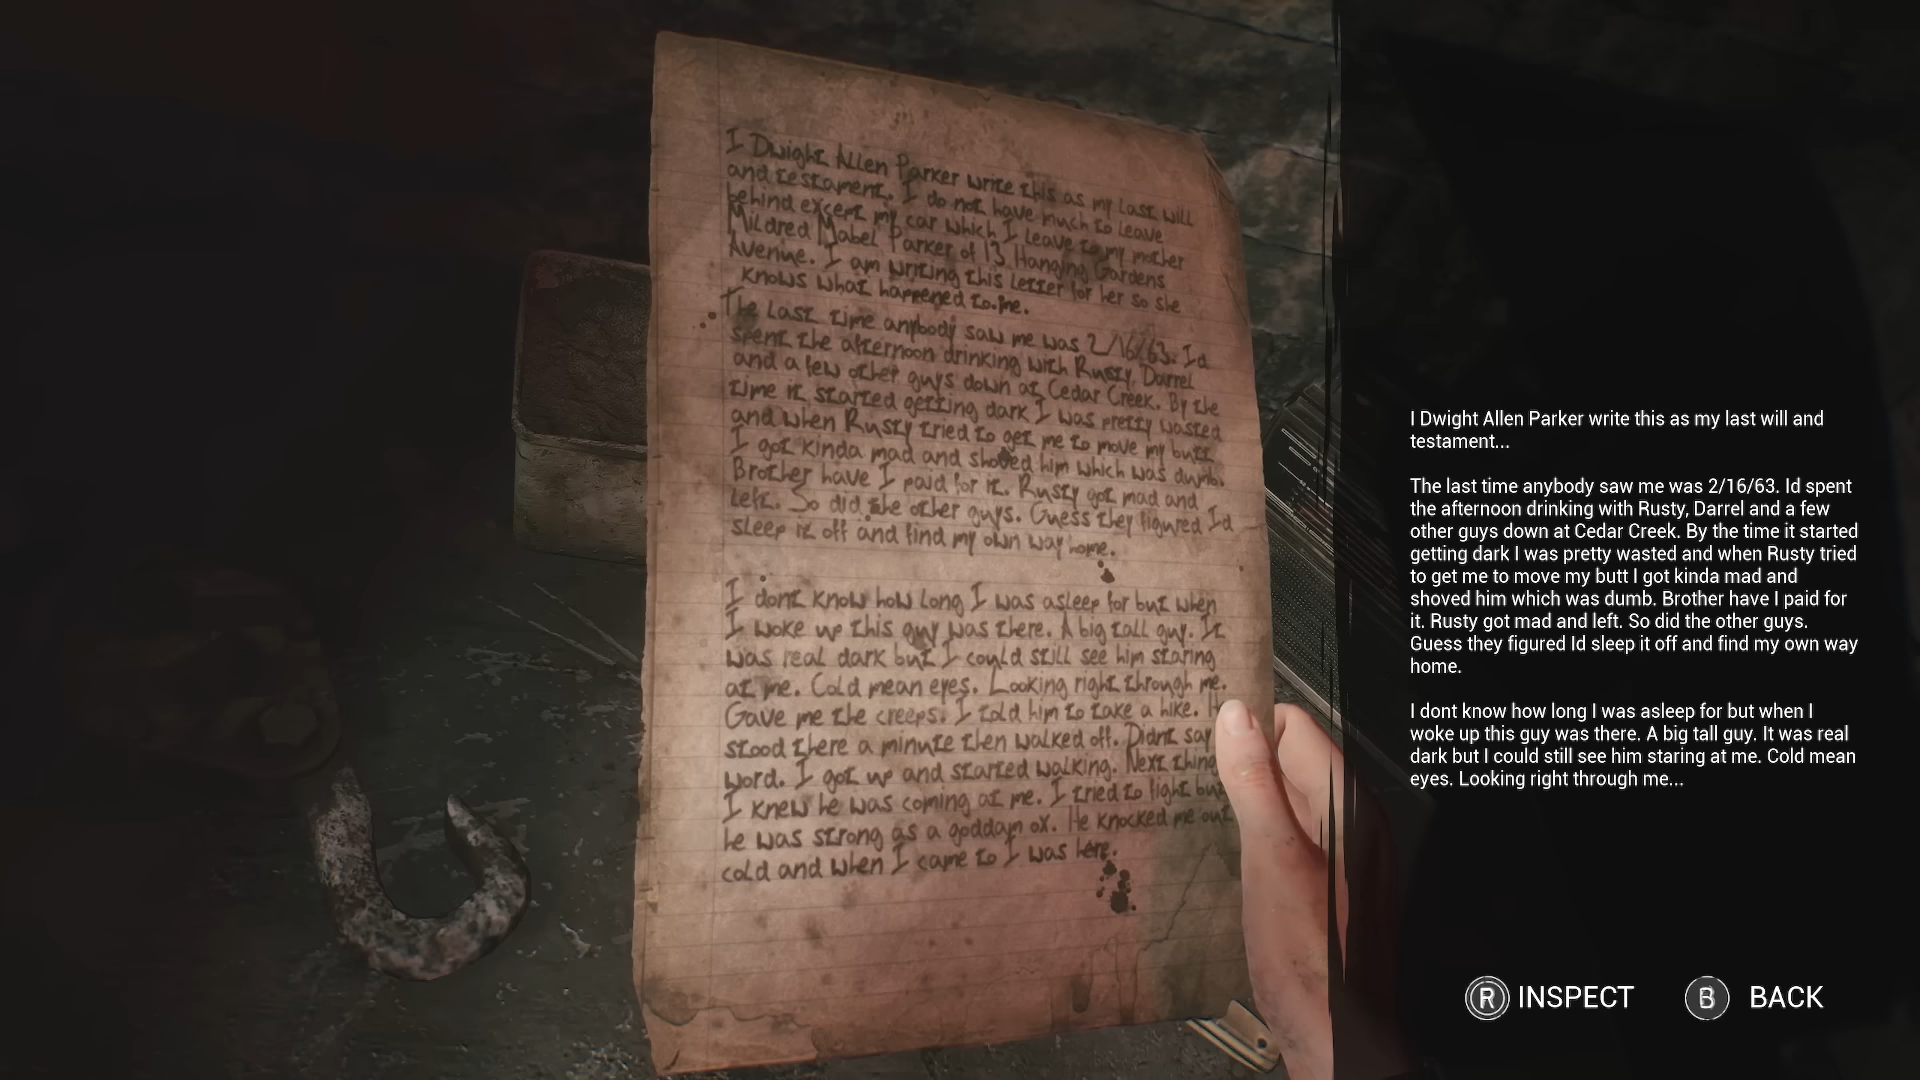 I Dwight Allen Parker write this as my last will
and testament. I do not have much to leave
behind except my car which I leave to my mother
Mildred Mabel Parker of 13 Hanging Gardens
Avenue. I am writing this letter for her so she
knows what happened to me.
The last time anybody saw me was 2/16/63. Id
spent the afternoon drinking with Rusty, Darrel
and a few other guys down at Cedar Creek. By the
time it started getting dark I was pretty wasted
and when Rusty tried to get me to move my butt
I got kinda mad and shoved him which was dumb.
Brother have I paid for it. Rusty got mad and
left. So did the other guys. Guess they figured Id
sleep it off and find my own way home.
I dont know how long I was asleep for but when
I woke up this guy was there. A big tall guy. It
was real dark but I could still see him staring
at me. Cold mean eyes. Looking right through me.
Gave me the creeps. I told him to take a hike.
stood there a minute then walked off. Didnt say
word. I got up and started walking. Next thing
I knew he was coming at me. I tried to fight but
he was strong as a goddam ox. He knocked me out
cold and when I came to I was here.
I Dwight Allen Parker write this as my last will and
testament...
The last time anybody saw me was 2/16/63. Id spent
the afternoon drinking with Rusty, Darrel and a few
other guys down at Cedar Creek. By the time it started
getting dark I was pretty wasted and when Rusty tried
to get me to move my butt I got kinda mad and
shoved him which was dumb. Brother have I paid for
it. Rusty got mad and left. So did the other guys.
Guess they figured Id sleep it off and find my own way
home.
I dont know how long I was asleep for but when I
woke up this guy was there. A big tall guy. It was real
dark but I could still see him staring at me. Cold mean
eyes. Looking right through me...
R INSPECT
B BACK